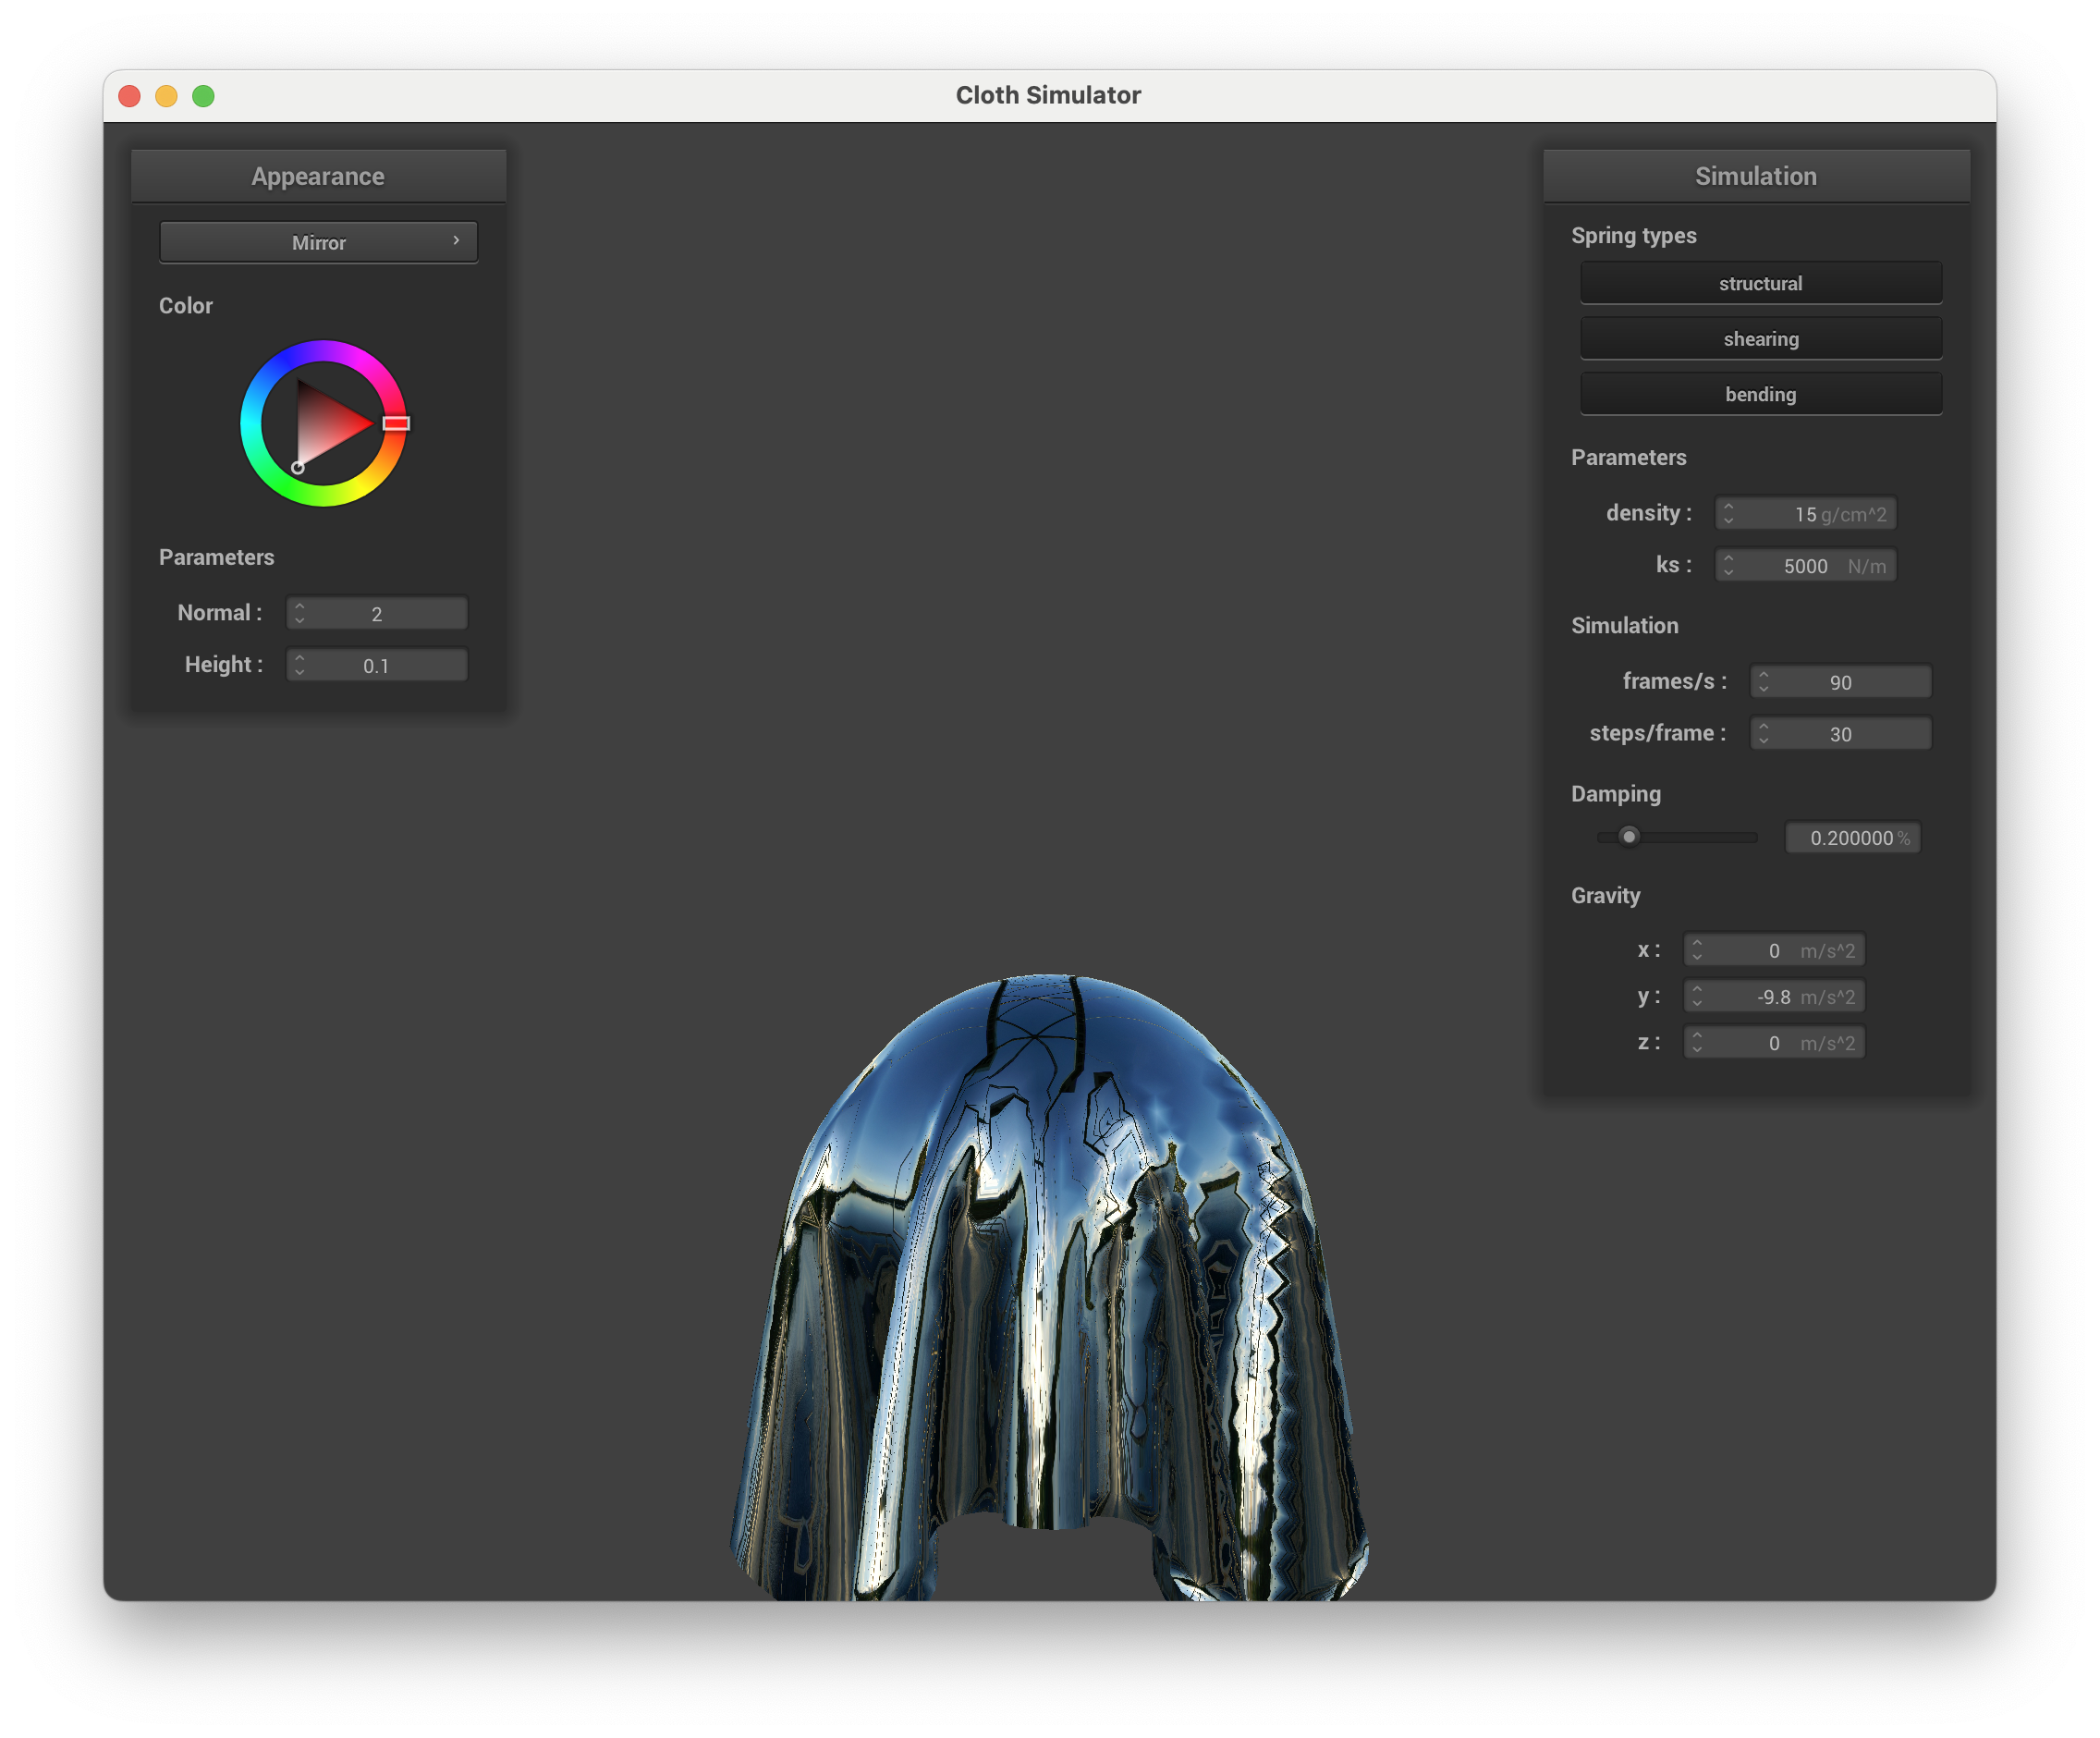 Cloth Simulator
Appearance
Mirror
Color
Parameters
Normal : 2
Height : 0.1
Simulation
Spring types
structural
shearing
bending
Parameters
density : 15 g/cm^2
ks : 5000 N/m
Simulation
frames/s : 90
steps/frame : 30
Damping
0.200000 %
Gravity
x : 0 m/s^2
y : -9.8 m/s^2
z : 0 m/s^2